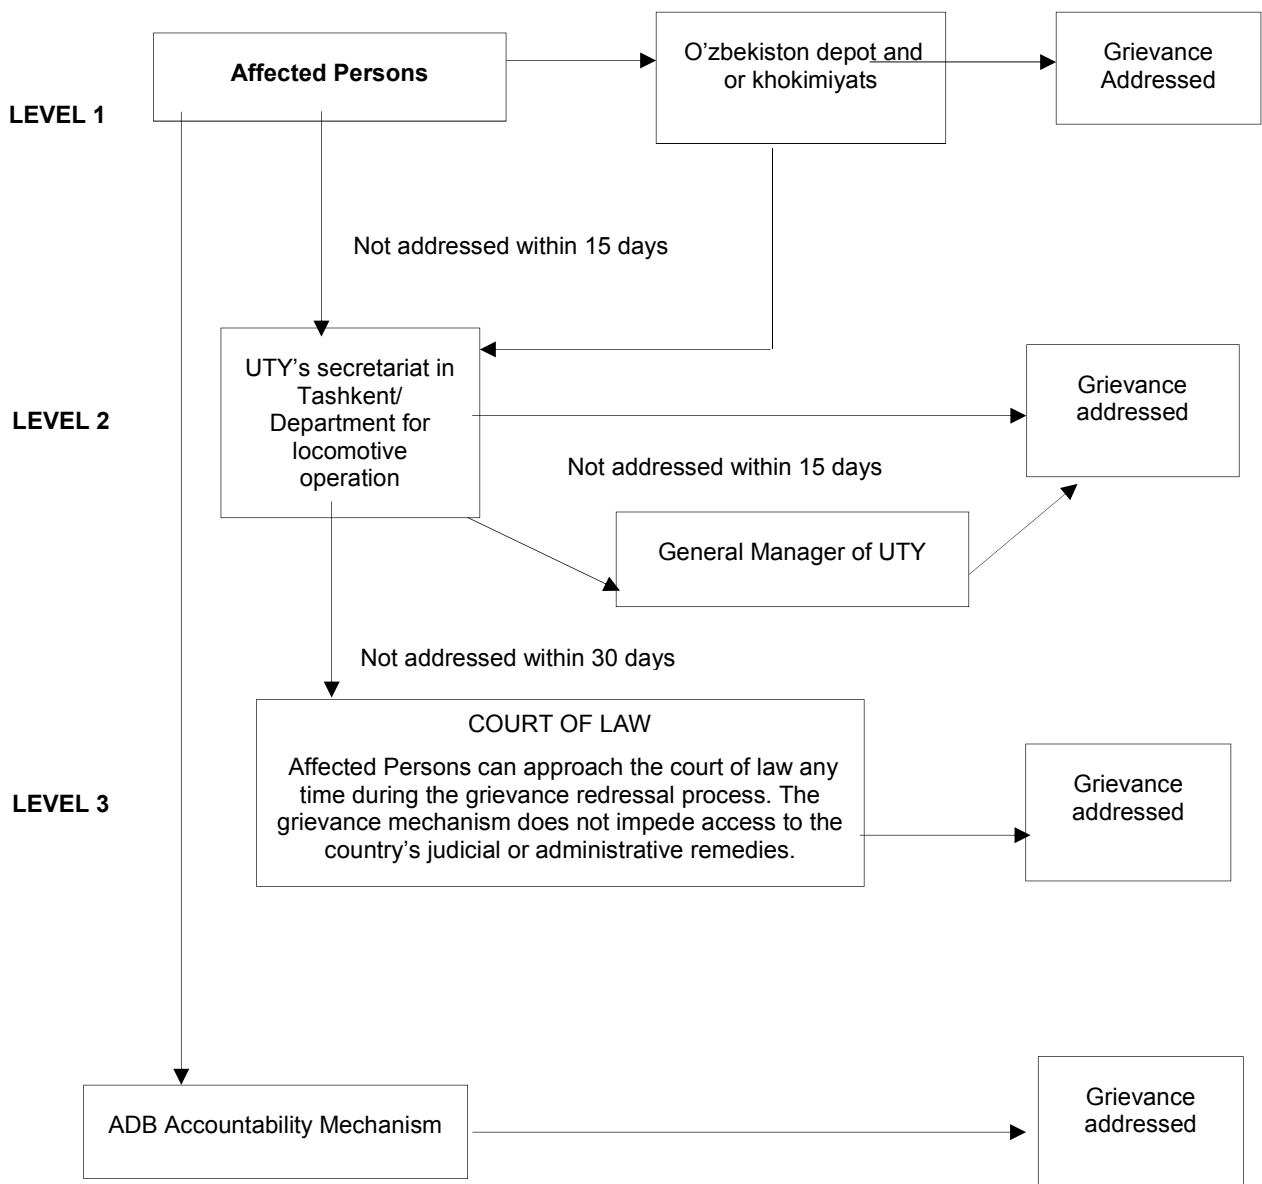 Affected Persons
O’zbekiston depot and
or khokimiyats
Grievance
Addressed
LEVEL 1
Not addressed within 15 days
UTY’s secretariat in
Tashkent/
Department for
locomotive
operation
Grievance
addressed
LEVEL 2
Not addressed within 15 days
General Manager of UTY
Not addressed within 30 days
COURT OF LAW
Affected Persons can approach the court of law any
time during the grievance redressal process. The
grievance mechanism does not impede access to the
country’s judicial or administrative remedies.
Grievance
addressed
LEVEL 3
ADB Accountability Mechanism
Grievance
addressed